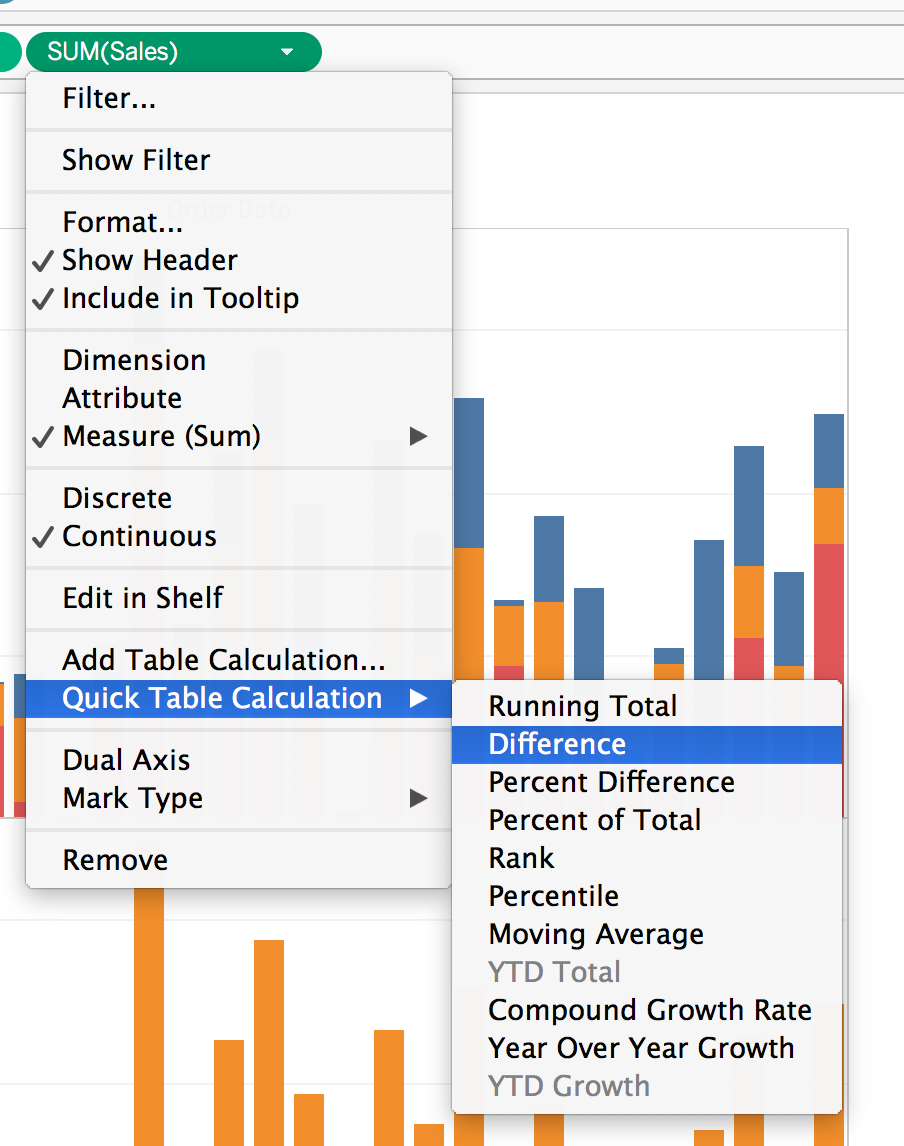 SUM(Sales)
Filter...
Show Filter
Order Date
Format...
Show Header
Include in Tooltip
Dimension
Attribute
Measure (Sum)
Discrete
Continuous
Edit in Shelf
Add Table Calculation...
Quick Table Calculation
Dual Axis
Mark Type
Remove
Running Total
Difference
Percent Difference
Percent of Total
Rank
Percentile
Moving Average
YTD Total
Compound Growth Rate
Year Over Year Growth
YTD Growth